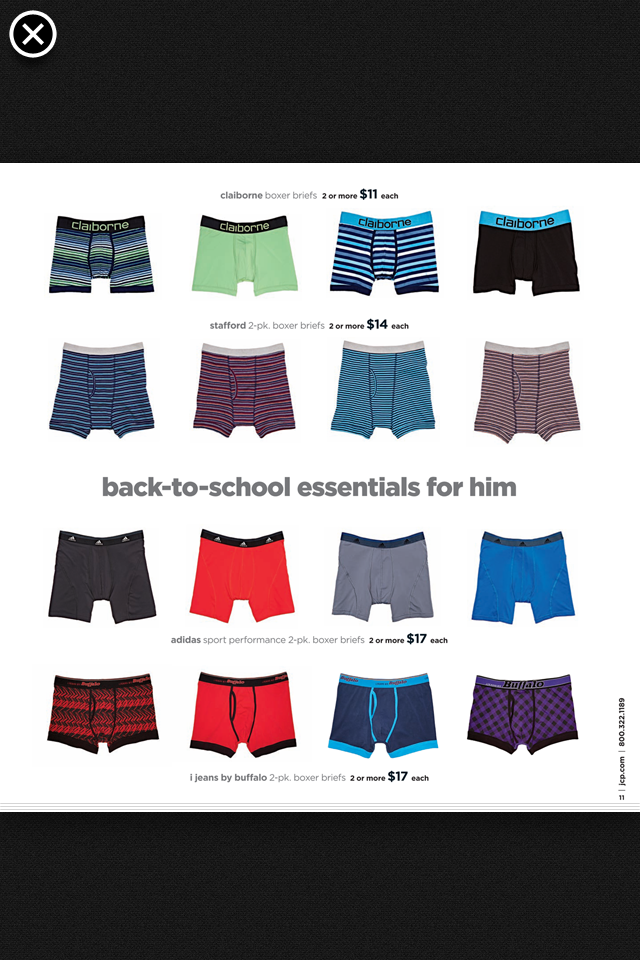 claiborne boxer briefs 2 or more $11 each
claiborne
claiborne
claiborne
claiborne
stafford 2-pk. boxer briefs 2 or more $14 each
back-to-school essentials for him
adidas sport performance 2-pk. boxer briefs 2 or more $17 each
Buffalo
Buffalo
Buffalo
Buffalo
i jeans by buffalo 2-pk. boxer briefs 2 or more $17 each
11 | jcp.com | 800.322.1189